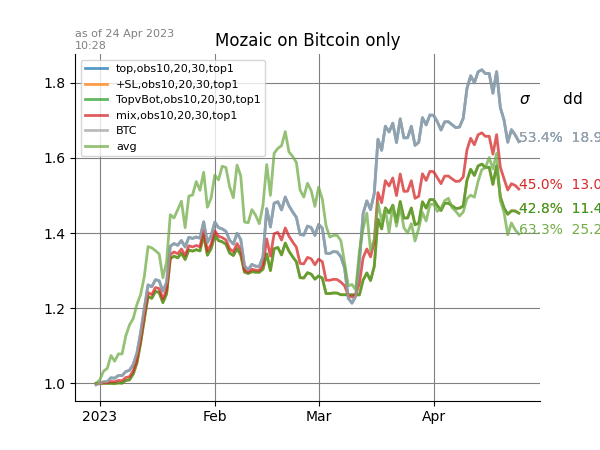 as of 24 Apr 2023
10:28
Mozaic on Bitcoin only
top,obs10,20,30,top1
+SL,obs10,20,30,top1
TopvBot,obs10,20,30,top1
mix,obs10,20,30,top1
BTC
avg
σ dd
53.4% 18.9
45.0% 13.0
42.8% 11.4
63.3% 25.2
1.8
1.6
1.4
1.2
1.0
2023 Feb Mar Apr